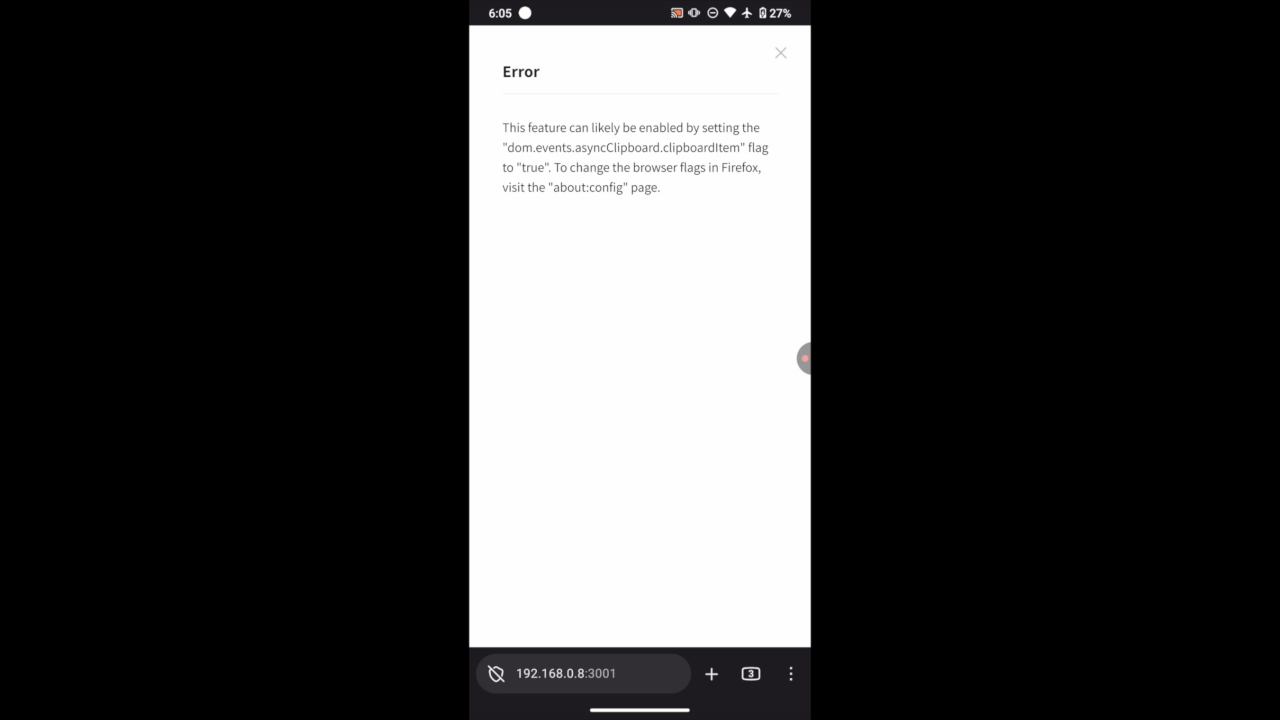 6:05
27%
Error
This feature can likely be enabled by setting the
"dom.events.asyncClipboard.clipboardItem" flag
to "true". To change the browser flags in Firefox,
visit the "about:config" page.
192.168.0.8:3001
3